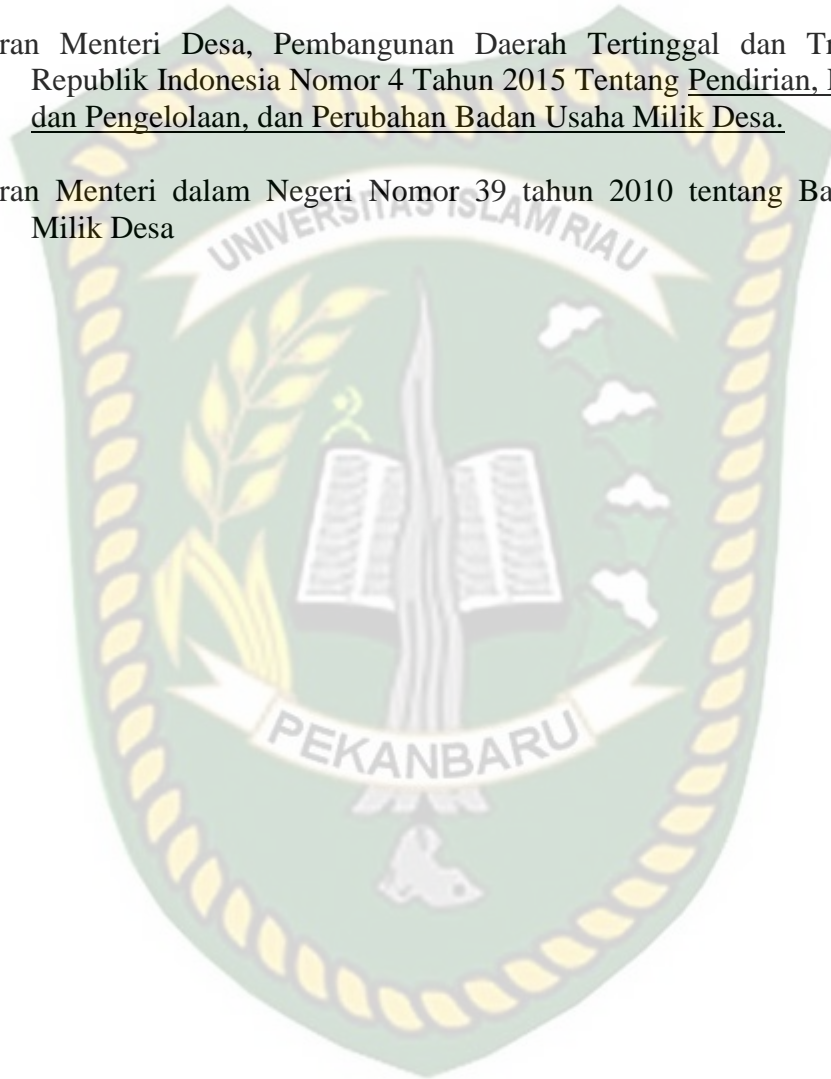 ran Menteri Desa, Pembangunan Daerah Tertinggal dan Tr
Republik Indonesia Nomor 4 Tahun 2015 Tentang Pendirian,
dan Pengelolaan, dan Perubahan Badan Usaha Milik Desa.
ran Menteri dalam Negeri Nomor 39 tahun 2010 tentang Ba
Milik Desa
UNIVERSITAS ISLAM RIAU
PEKANBARU